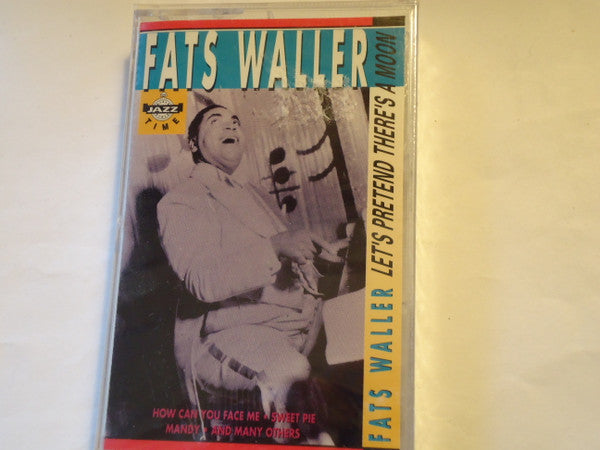 FATS WALLER
JAZZ
TIME
FATS WALLER LET'S PRETEND THERE'S A MOON
HOW CAN YOU FACE ME • SWEET PIE
MANDY • AND MANY OTHERS